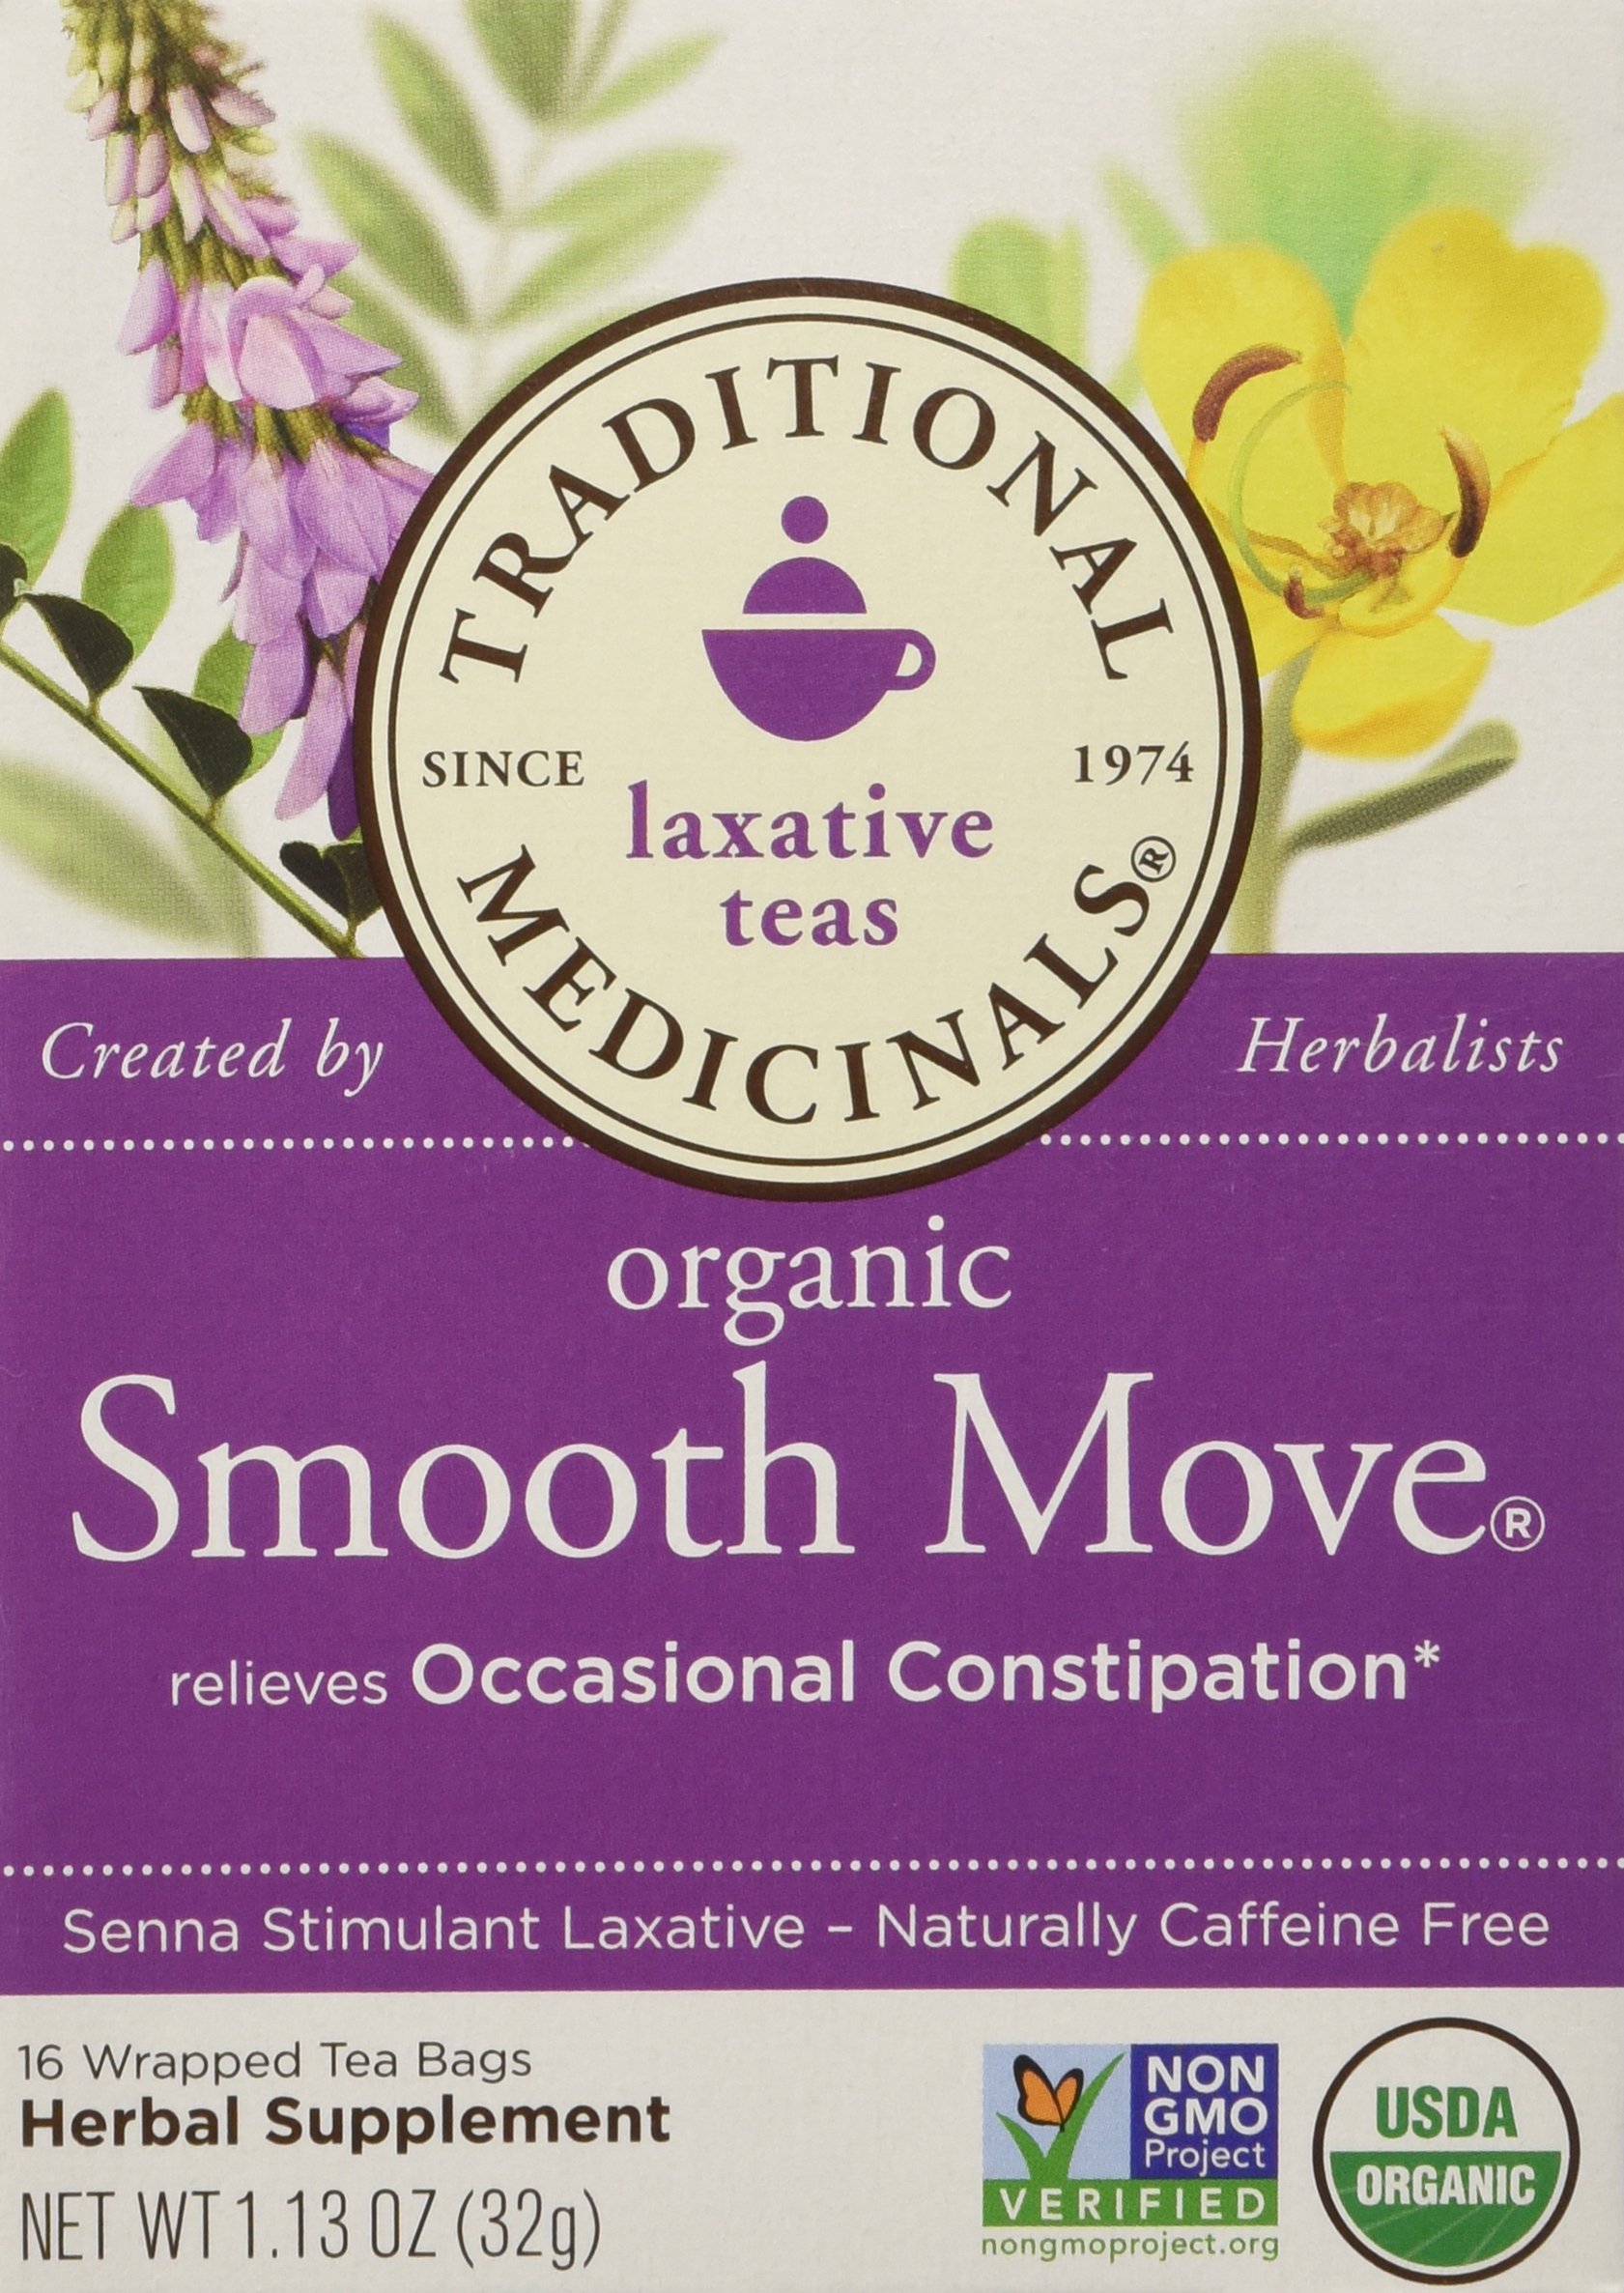 TRADITIONAL
SINCE 1974
laxative
teas
MEDICINALS®
Created by Herbalists
organic
Smooth Move®
relieves Occasional Constipation*
Senna Stimulant Laxative – Naturally Caffeine Free
16 Wrapped Tea Bags
Herbal Supplement
NET WT 1.13 OZ (32g)
NON
GMO
Project
VERIFIED
nongmoproject.org
USDA
ORGANIC